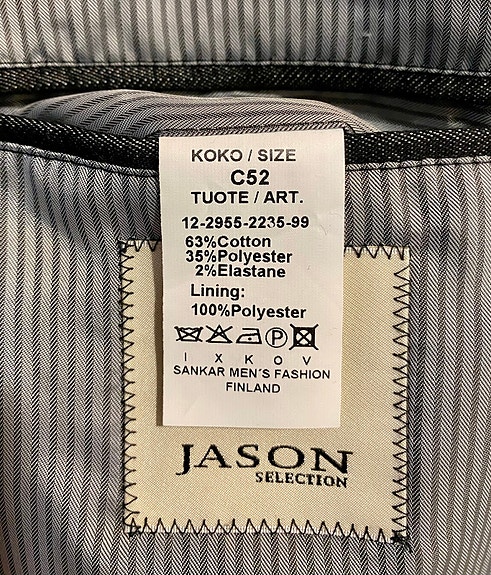 KOKO / SIZE
C52
TUOTE / ART.
12-2955-2235-99
63%Cotton
35%Polyester
2%Elastane
Lining:
100%Polyester
P
I X K O V
SANKAR MEN´S FASHION
FINLAND
JASON
SELECTION